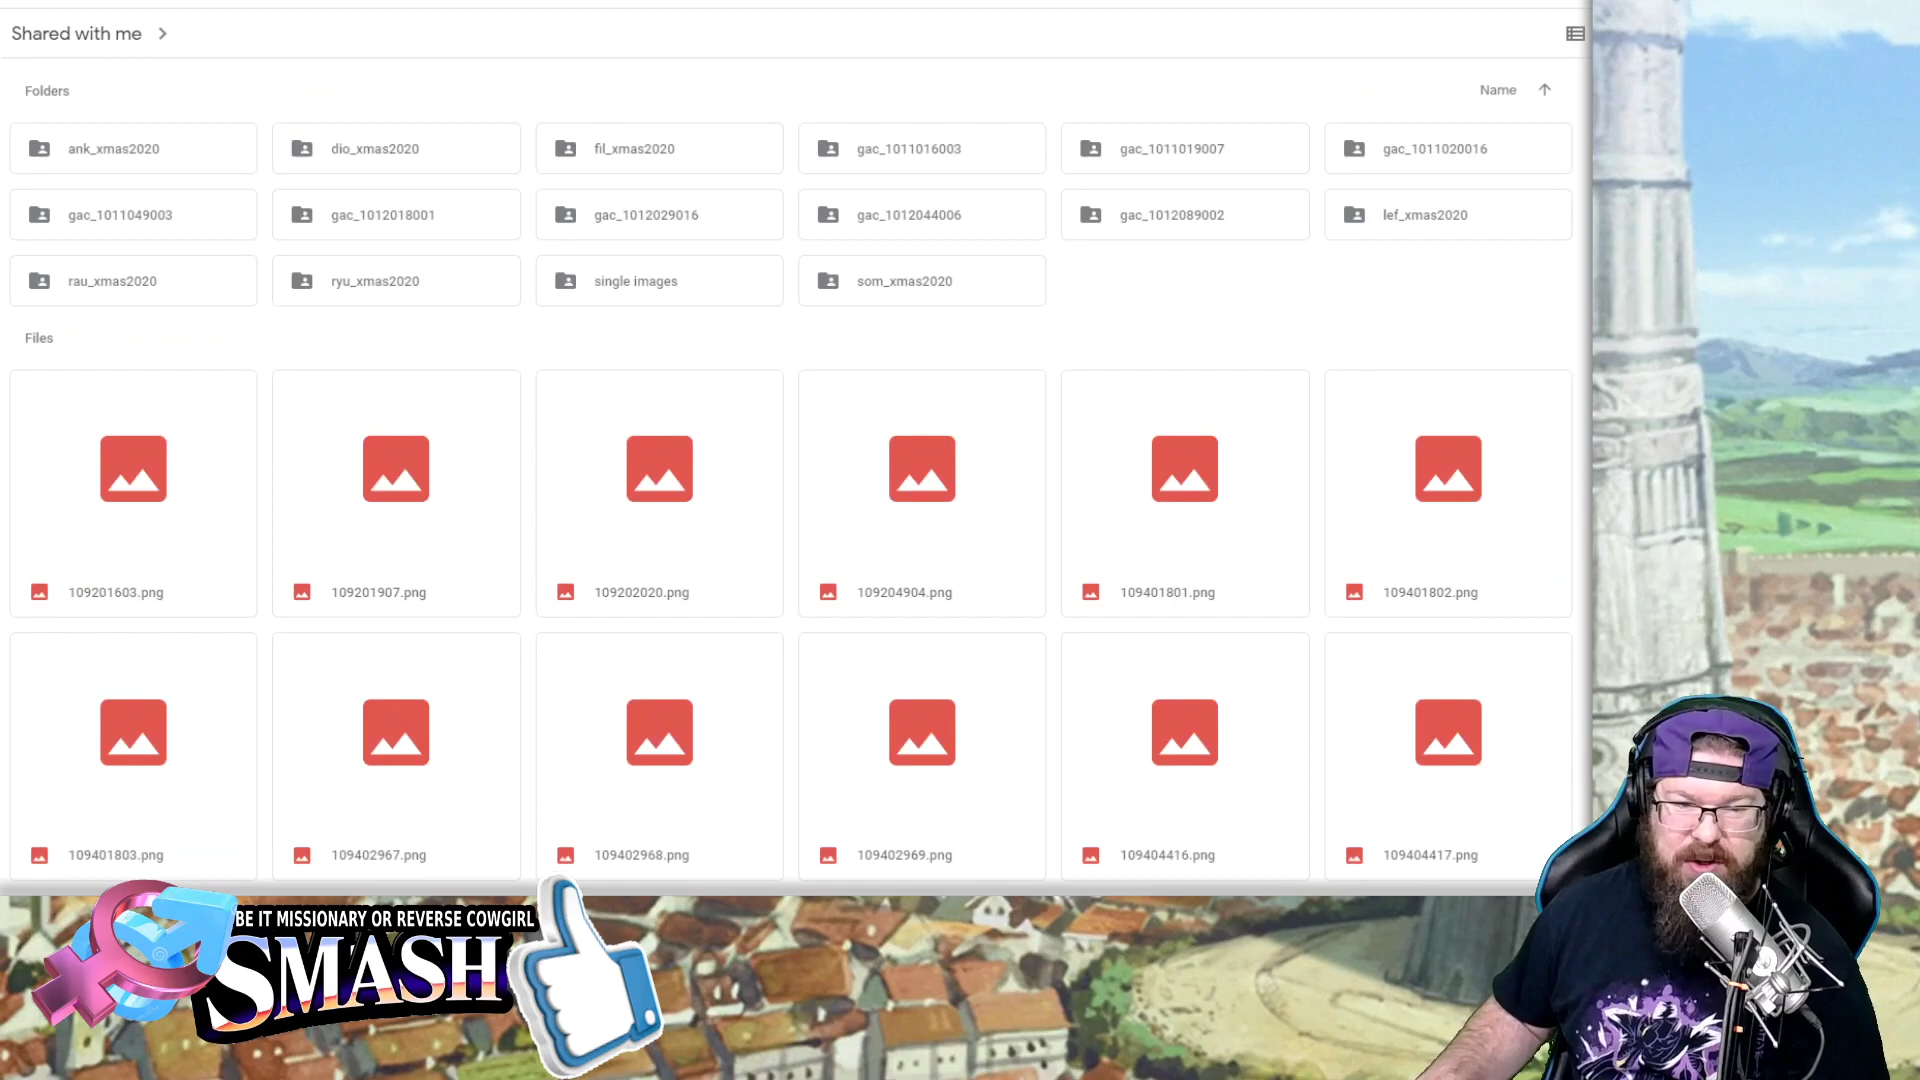 Shared with me
Folders
Name
ank_xmas2020
dio_xmas2020
fil_xmas2020
gac_1011016003
gac_1011019007
gac_1011020016
gac_1011049003
gac_1012018001
gac_1012029016
gac_1012044006
gac_1012089002
lef_xmas2020
rau_xmas2020
ryu_xmas2020
single images
som_xmas2020
Files
109201603.png
109201907.png
109202020.png
109204904.png
109401801.png
109401802.png
109401803.png
109402967.png
109402968.png
109402969.png
109404416.png
109404417.png
BE IT MISSIONARY OR REVERSE COWGIRL
SMASH